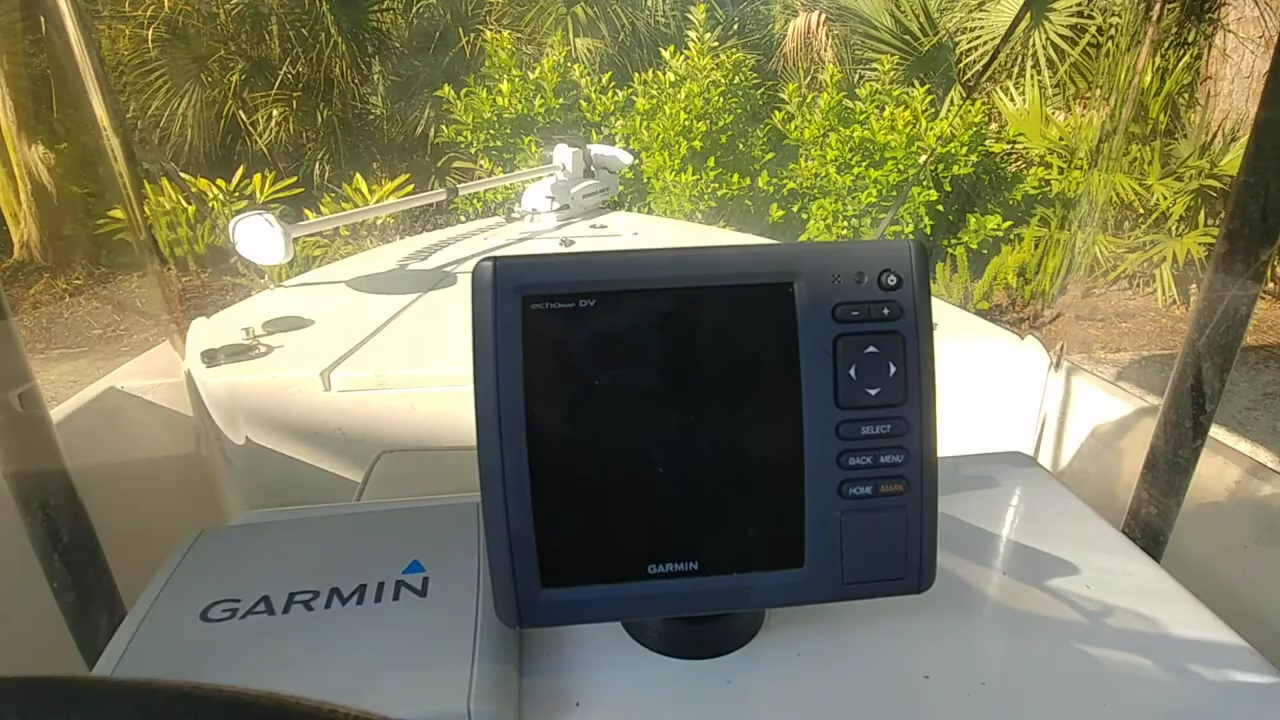 echoMAP DV
- +
SELECT
BACK MENU
HOME MARK
GARMIN
GARMIN